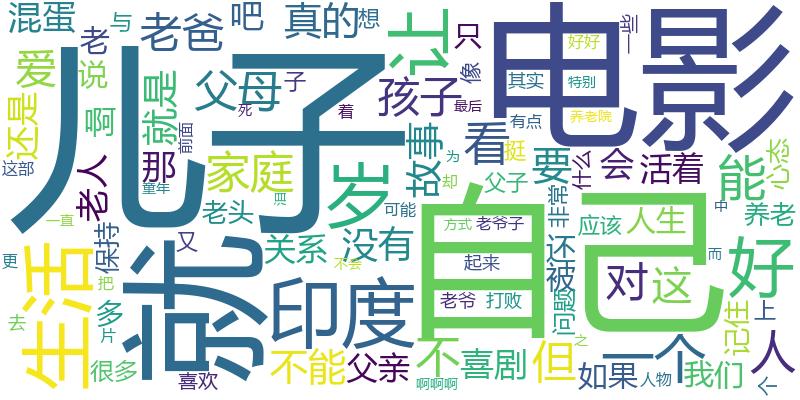 混蛋
与
吧
真的
想
让
电影
好好
一些
老
老爸
只
爱
说
儿子
父母
子
像
其实
特别
孩子
最后
还是
啊
就是
死
着
有点
养老院
这部
前面
那
家庭
故事
看
挺
要
什么
会
活着
能
心态
老人
童年
岁
为
却
父子
非常
老头
可能
自己
应该
人生
中
养老
一直
保持
又
关系
没有
方式
老爷子
还
更
生活
就
不会
起来
被
对
这
而
好
把
多
印度
老爷
打败
问题
记住
上
去
片
之
很多
喜欢
不能
父亲
不
喜剧
啊啊啊
但
一个
如果
人物
我们
人
个